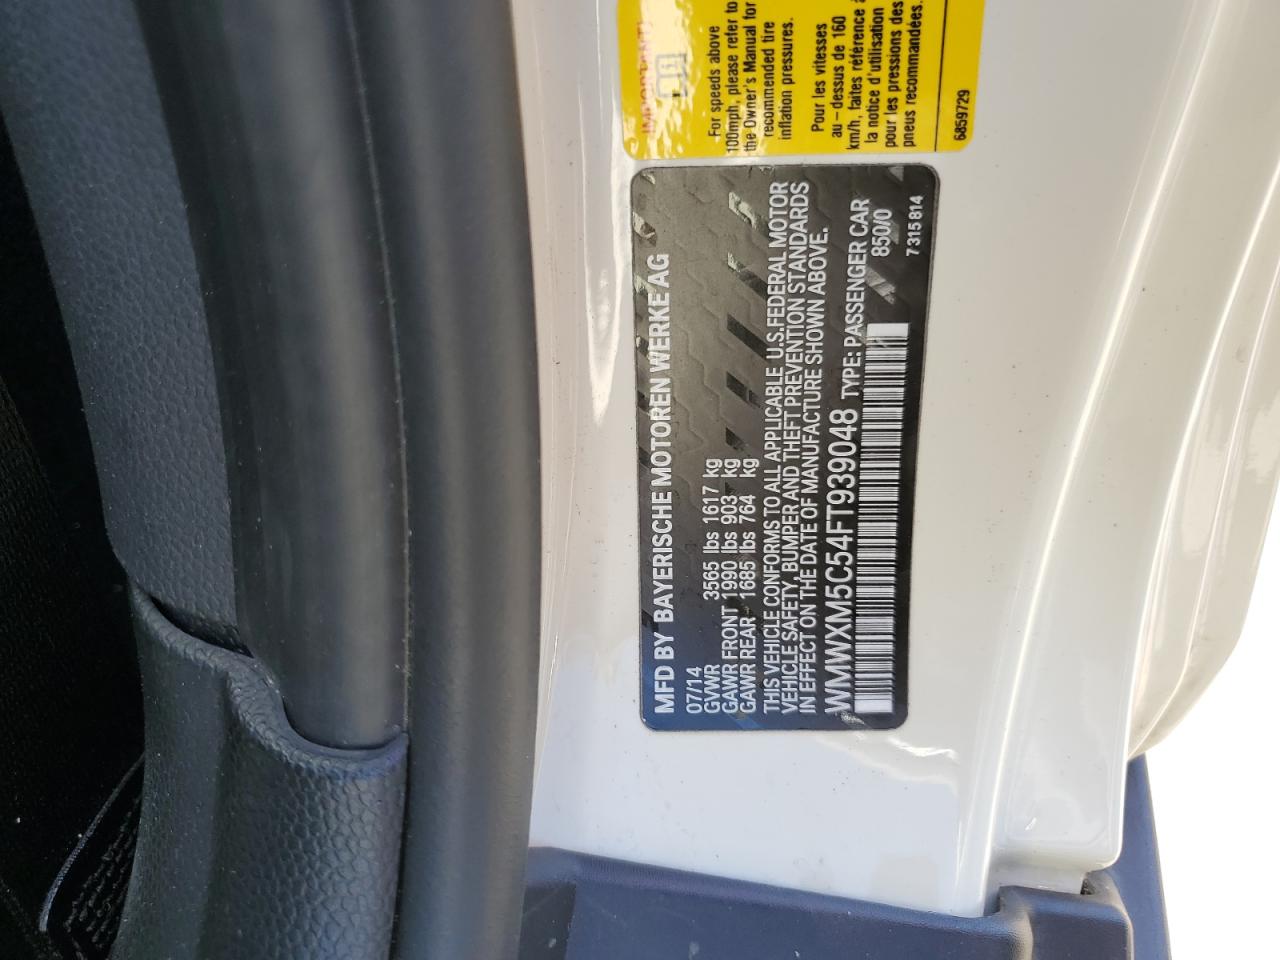 IMPORTANT!
For speeds above
100mph, please refer to
the Owner's Manual for
recommended tire
inflation pressures.
Pour les vitesses
au-dessus de 160
km/h, faites référence à
la notice d'utilisation
pour les pressions des
pneus recommandées.
6859729
MFD BY BAYERISCHE MOTOREN WERKE AG
07/14
GVWR 3565 lbs 1617 kg
GAWR FRONT 1990 lbs 903 kg
GAWR REAR 1685 lbs 764 kg
THIS VEHICLE CONFORMS TO ALL APPLICABLE U.S.FEDERAL MOTOR
VEHICLE SAFETY, BUMPER AND THEFT PREVENTION STANDARDS
IN EFFECT ON THE DATE OF MANUFACTURE SHOWN ABOVE.
WMWXM5C54FT939048 TYPE: PASSENGER CAR
850/0
7 315 814